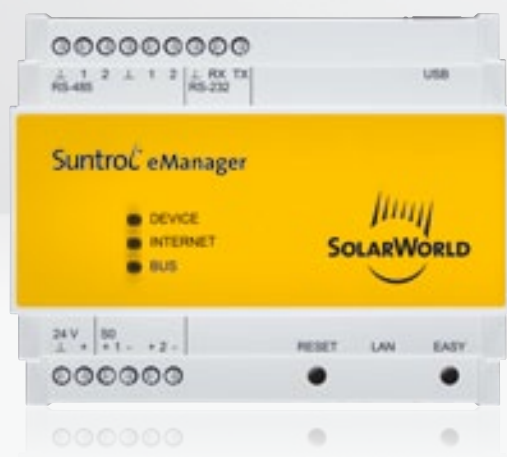 ⊥ 1 2 ⊥ 1 2 ⊥ RX TX USB
RS-485 RS-232
Suntrol eManager
DEVICE
INTERNET
BUS
SOLARWORLD
24 V S0
⊥ + + 1 - + 2 - RESET LAN EASY